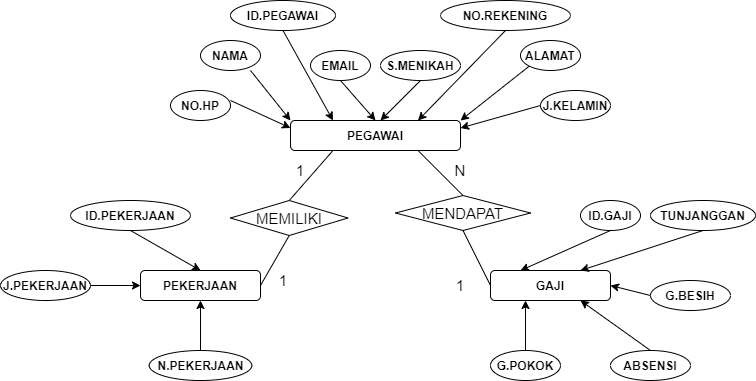 ID.PEGAWAI
NO.REKENING
NAMA
EMAIL
S.MENIKAH
ALAMAT
NO.HP
J.KELAMIN
PEGAWAI
1
N
MEMILIKI
MENDAPAT
ID.PEKERJAAN
ID.GAJI
TUNJANGGAN
J.PEKERJAAN
PEKERJAAN
1
1
GAJI
G.BESIH
N.PEKERJAAN
G.POKOK
ABSENSI